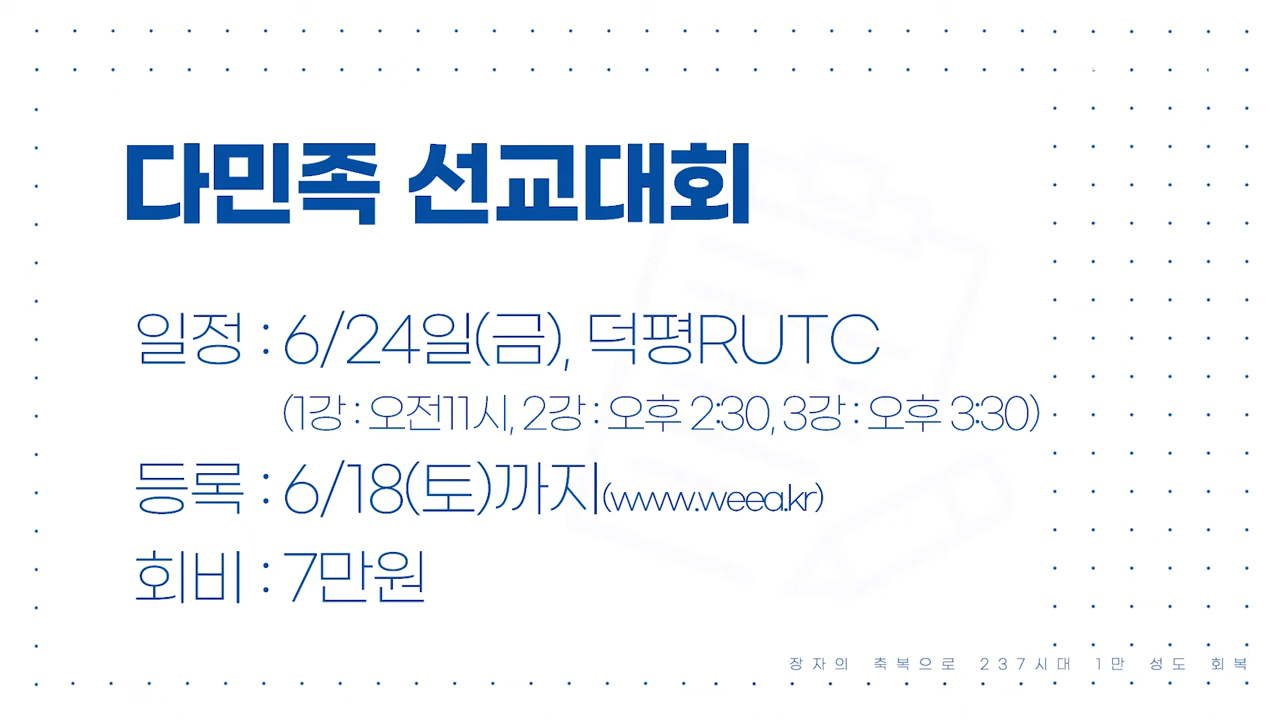 다민족 선교대회
일정 : 6/24일(금), 덕평RUTC
(1강 : 오전11시, 2강 : 오후 2:30, 3강 : 오후 3:30)
등록 : 6/18(토)까지(www.weea.kr)
회비 : 7만원
장자의 축복으로 237시대 1만 성도 회복